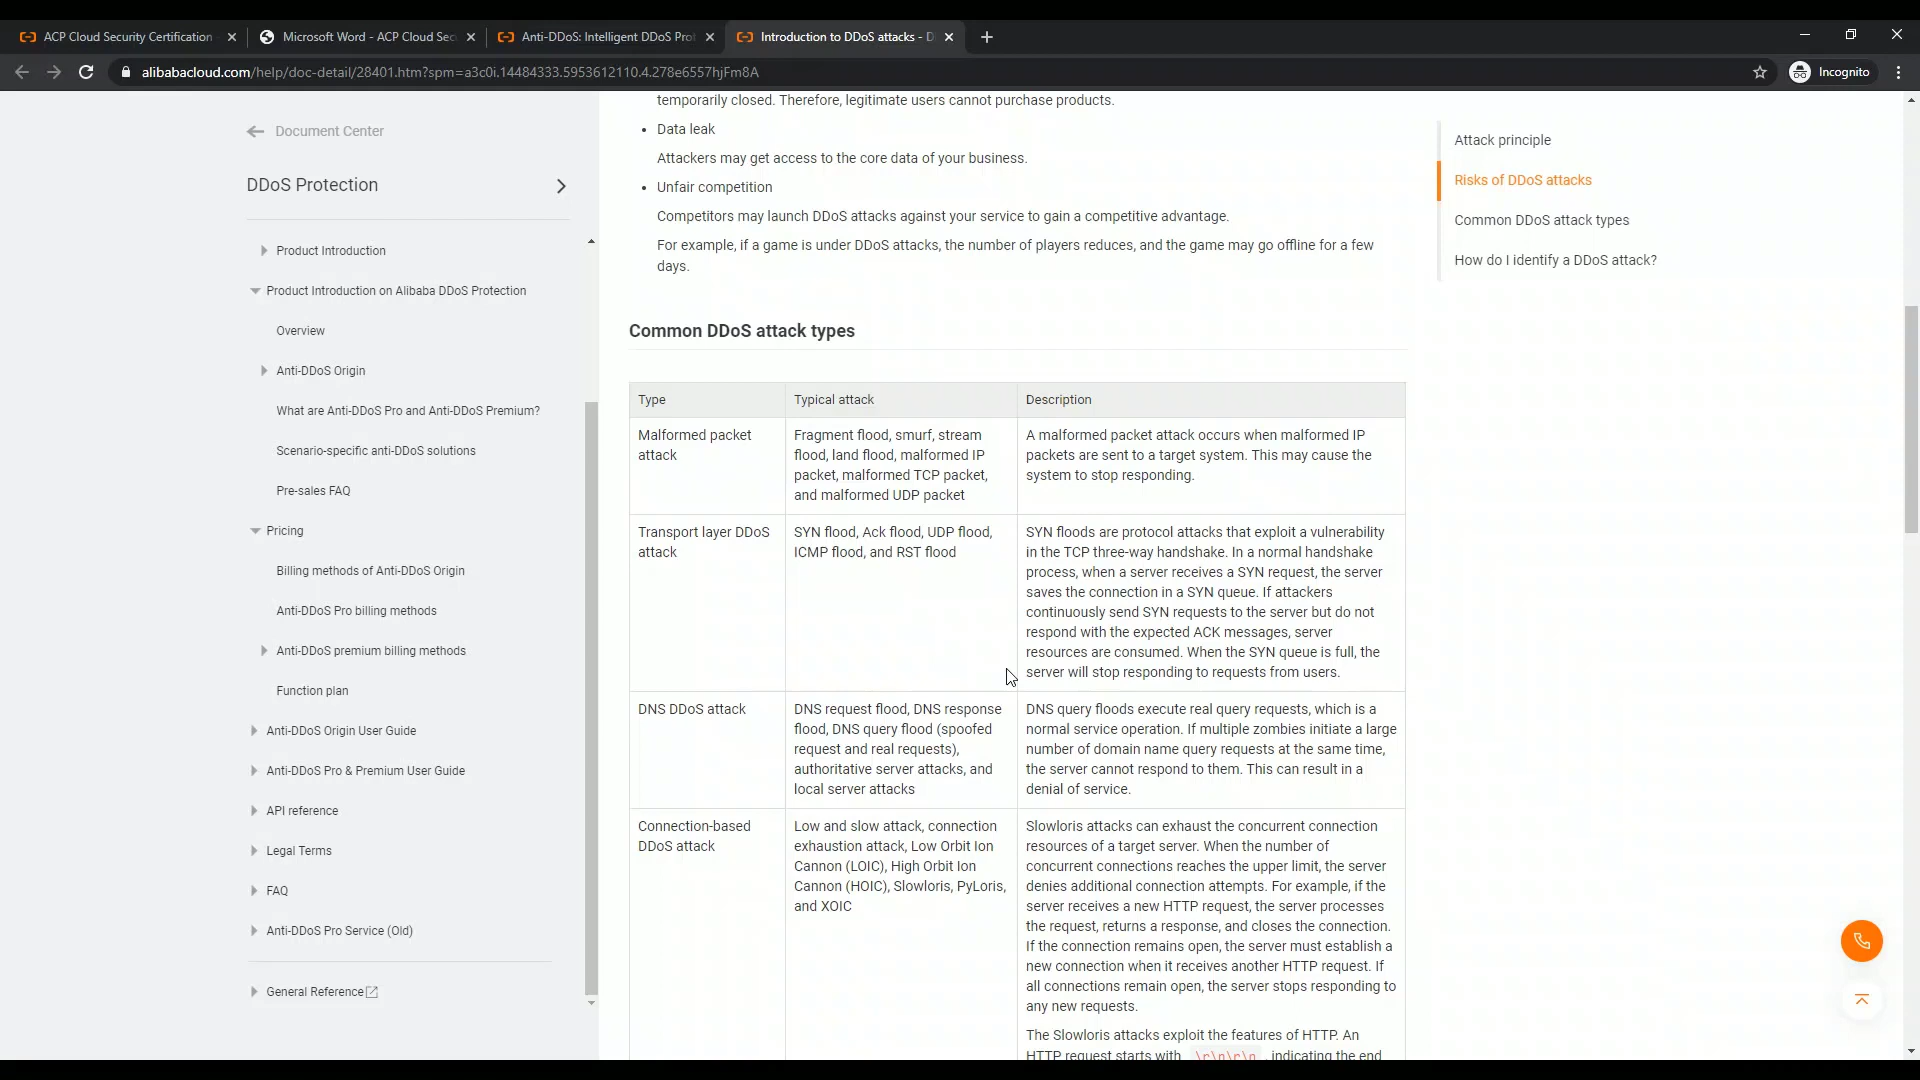 ACP Cloud Security Certification
Microsoft Word - ACP Cloud Sec
Anti-DDoS: Intelligent DDoS Prot
Introduction to DDoS attacks - D
alibabacloud.com/help/doc-detail/28401.htm?spm=a3c0i.14484333.5953612110.4.278e6557hjFm8A
Incognito
Document Center
DDoS Protection
Product Introduction
Product Introduction on Alibaba DDoS Protection
Overview
Anti-DDoS Origin
What are Anti-DDoS Pro and Anti-DDoS Premium?
Scenario-specific anti-DDoS solutions
Pre-sales FAQ
Pricing
Billing methods of Anti-DDoS Origin
Anti-DDoS Pro billing methods
Anti-DDoS premium billing methods
Function plan
Anti-DDoS Origin User Guide
Anti-DDoS Pro & Premium User Guide
API reference
Legal Terms
FAQ
Anti-DDoS Pro Service (Old)
General Reference
temporarily closed. Therefore, legitimate users cannot purchase products.
• Data leak
Attackers may get access to the core data of your business.
• Unfair competition
Competitors may launch DDoS attacks against your service to gain a competitive advantage.
For example, if a game is under DDoS attacks, the number of players reduces, and the game may go offline for a few
days.
Common DDoS attack types
Type
Typical attack
Description
Malformed packet
attack
Fragment flood, smurf, stream
flood, land flood, malformed IP
packet, malformed TCP packet,
and malformed UDP packet
A malformed packet attack occurs when malformed IP
packets are sent to a target system. This may cause the
system to stop responding.
Transport layer DDoS
attack
SYN flood, Ack flood, UDP flood,
ICMP flood, and RST flood
SYN floods are protocol attacks that exploit a vulnerability
in the TCP three-way handshake. In a normal handshake
process, when a server receives a SYN request, the server
saves the connection in a SYN queue. If attackers
continuously send SYN requests to the server but do not
respond with the expected ACK messages, server
resources are consumed. When the SYN queue is full, the
server will stop responding to requests from users.
DNS DDoS attack
DNS request flood, DNS response
flood, DNS query flood (spoofed
request and real requests),
authoritative server attacks, and
local server attacks
DNS query floods execute real query requests, which is a
normal service operation. If multiple zombies initiate a large
number of domain name query requests at the same time,
the server cannot respond to them. This can result in a
denial of service.
Connection-based
DDoS attack
Low and slow attack, connection
exhaustion attack, Low Orbit Ion
Cannon (LOIC), High Orbit Ion
Cannon (HOIC), Slowloris, PyLoris,
and XOIC
Slowloris attacks can exhaust the concurrent connection
resources of a target server. When the number of
concurrent connections reaches the upper limit, the server
denies additional connection attempts. For example, if the
server receives a new HTTP request, the server processes
the request, returns a response, and closes the connection.
If the connection remains open, the server must establish a
new connection when it receives another HTTP request. If
all connections remain open, the server stops responding to
any new requests.
The Slowloris attacks exploit the features of HTTP. An
HTTP request starts with \r\n\r\n , indicating the end
Attack principle
Risks of DDoS attacks
Common DDoS attack types
How do I identify a DDoS attack?